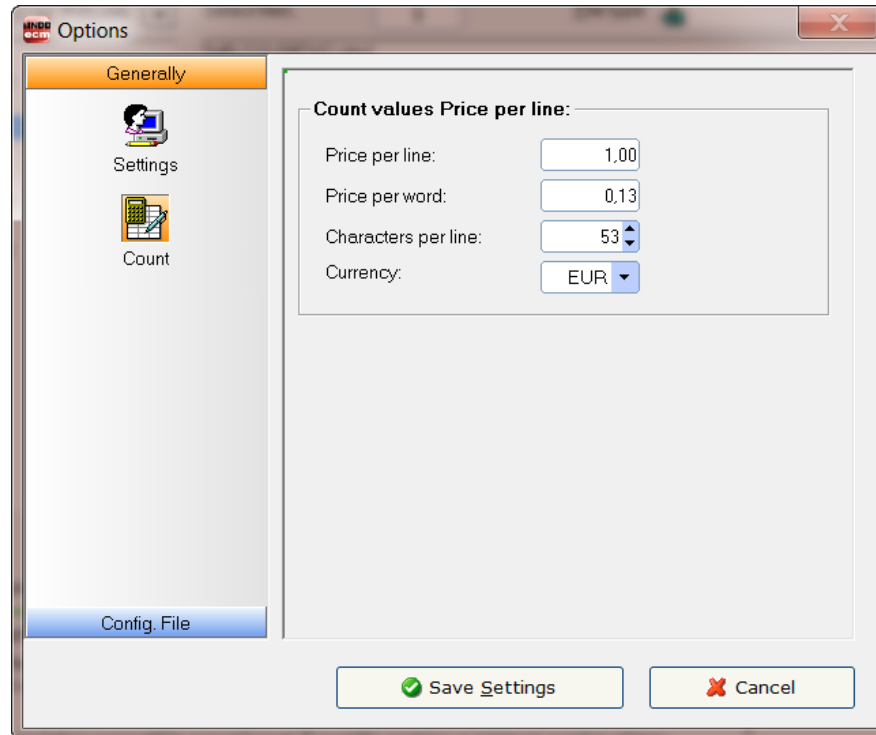 Options
Generally
Settings
Count
Config. File
Count values Price per line:
Price per line: 1,00
Price per word: 0,13
Characters per line: 53
Currency: EUR
Save Settings
Cancel